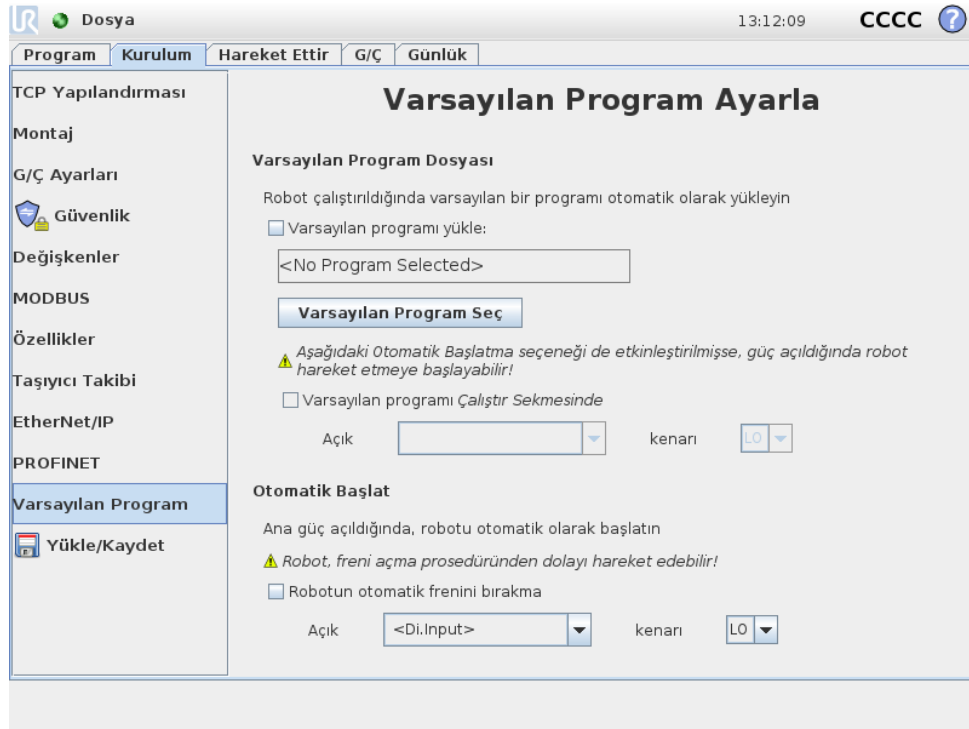 UR Dosya 13:12:09 CCCC ?
Program Kurulum Hareket Ettir G/Ç Günlük
TCP Yapılandırması
Montaj
G/Ç Ayarları
Güvenlik
Değişkenler
MODBUS
Özellikler
Taşıyıcı Takibi
EtherNet/IP
PROFINET
Varsayılan Program
Yükle/Kaydet
Varsayılan Program Ayarla
Varsayılan Program Dosyası
Robot çalıştırıldığında varsayılan bir programı otomatik olarak yükleyin
Varsayılan programı yükle:
<No Program Selected>
Varsayılan Program Seç
Aşağıdaki Otomatik Başlatma seçeneği de etkinleştirilmişse, güç açıldığında robot
hareket etmeye başlayabilir!
Varsayılan programı Çalıştır Sekmesinde
Açık kenarı LO
Otomatik Başlat
Ana güç açıldığında, robotu otomatik olarak başlatın
Robot, freni açma prosedüründen dolayı hareket edebilir!
Robotun otomatik frenini bırakma
Açık <Di.Input> kenarı LO